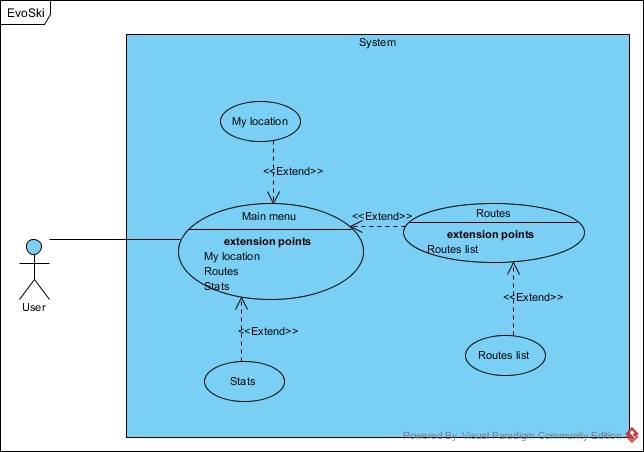 EvoSki
System
My location
<<Extend>>
Main menu
extension points
My location
Routes
Stats
<<Extend>>
Routes
extension points
Routes list
User
<<Extend>>
<<Extend>>
Stats
Routes list
Powered By Visual Paradigm Community Edition